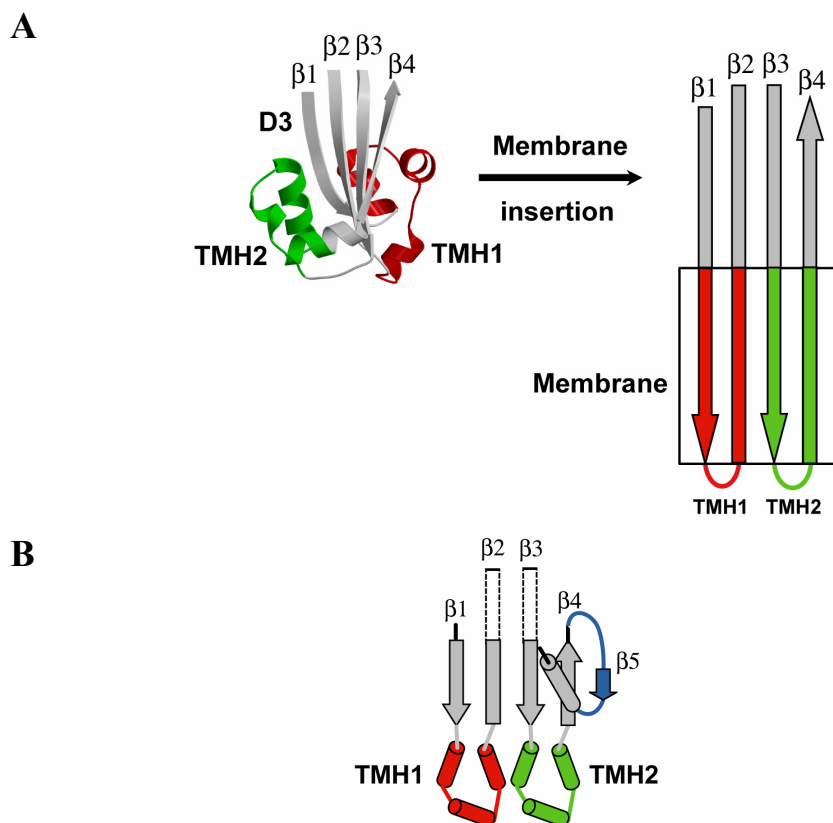 A
β1 β2 β3 β4
D3
TMH2
TMH1
Membrane
insertion
β1 β2 β3 β4
Membrane
TMH1 TMH2
B
β1 β2 β3 β4 β5
TMH1
TMH2